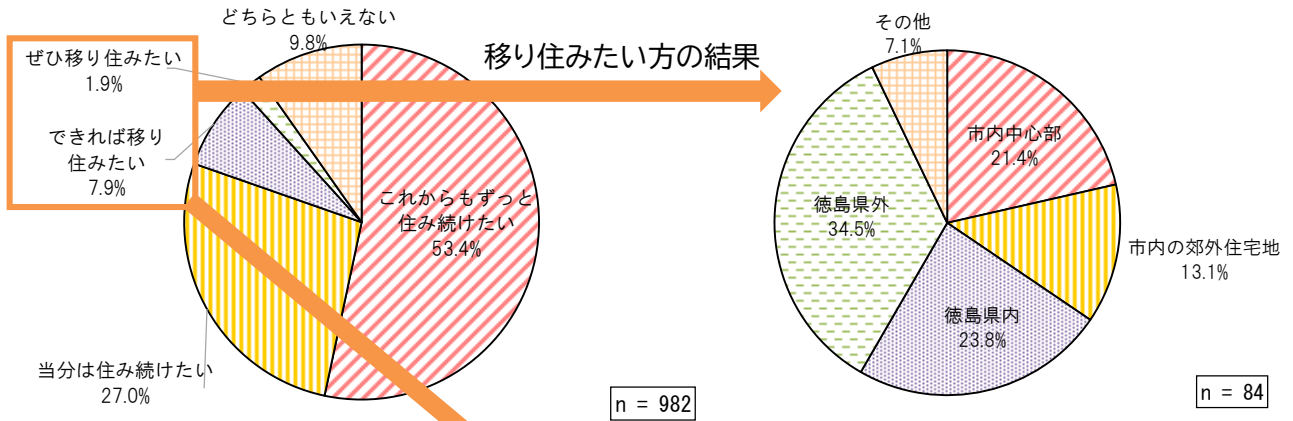 どちらともいえない
9.8%
ぜひ移り住みたい
1.9%
できれば移り
住みたい
7.9%
これからもずっと
住み続けたい
53.4%
当分は住み続けたい
27.0%
n = 982
移り住みたい方の結果
その他
7.1%
市内中心部
21.4%
徳島県外
34.5%
市内の郊外住宅地
13.1%
徳島県内
23.8%
n = 84